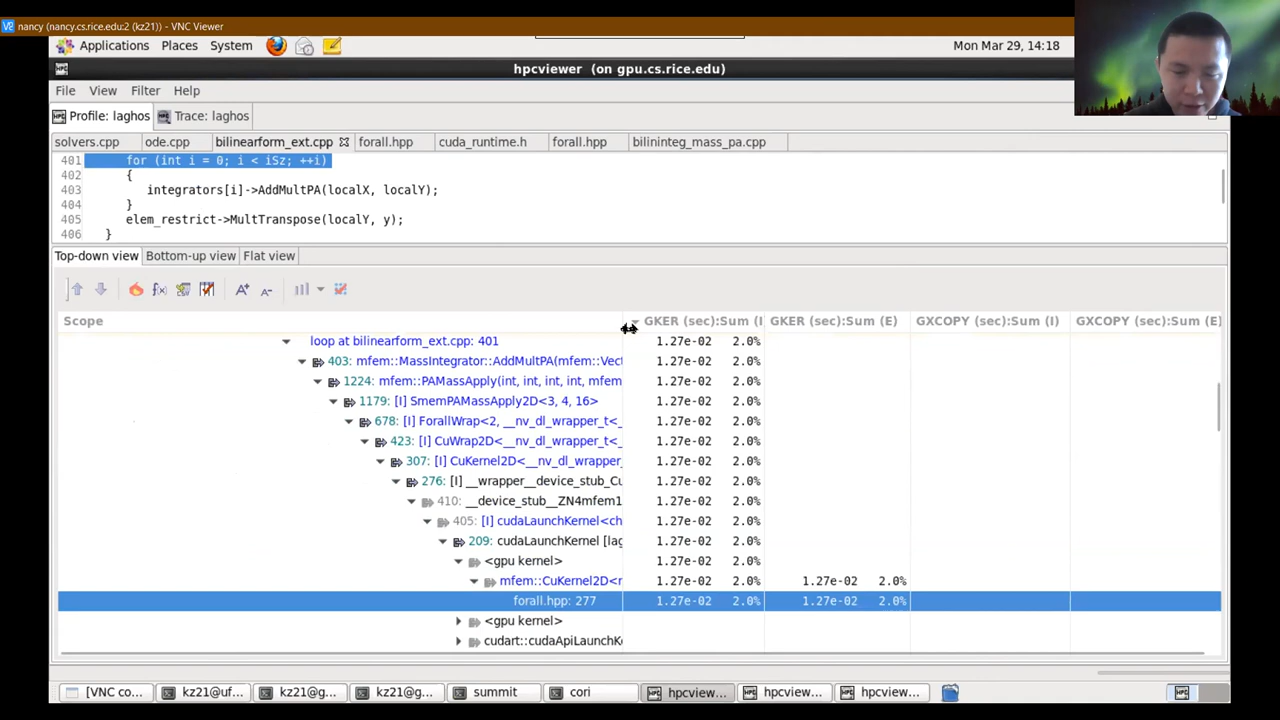 nancy (nancy.cs.rice.edu:2 (kz21)) - VNC Viewer
Applications Places System Mon Mar 29, 14:18
hpcviewer (on gpu.cs.rice.edu)
File View Filter Help
Profile: laghos Trace: laghos
solvers.cpp ode.cpp bilinearform_ext.cpp forall.hpp cuda_runtime.h forall.hpp bilininteg_mass_pa.cpp
401 for (int i = 0; i < iSz; ++i)
402 {
403 integrators[i]->AddMultPA(localX, localY);
404 }
405 elem_restrict->MultTranspose(localY, y);
406 }
Top-down view Bottom-up view Flat view
Scope GKER (sec):Sum (I GKER (sec):Sum (E) GXCOPY (sec):Sum (I) GXCOPY (sec):Sum (E)
loop at bilinearform_ext.cpp: 401 1.27e-02 2.0%
403: mfem::MassIntegrator::AddMultPA(mfem::Vect 1.27e-02 2.0%
1224: mfem::PAMassApply(int, int, int, int, mfem 1.27e-02 2.0%
1179: [I] SmemPAMassApply2D<3, 4, 16> 1.27e-02 2.0%
678: [I] ForallWrap<2, __nv_dl_wrapper_t<_ 1.27e-02 2.0%
423: [I] CuWrap2D<__nv_dl_wrapper_t<_ 1.27e-02 2.0%
307: [I] CuKernel2D<__nv_dl_wrapper_ 1.27e-02 2.0%
276: [I] __wrapper__device_stub_Cu 1.27e-02 2.0%
410: __device_stub__ZN4mfem1 1.27e-02 2.0%
405: [I] cudaLaunchKernel<ch 1.27e-02 2.0%
209: cudaLaunchKernel [lag 1.27e-02 2.0%
<gpu kernel> 1.27e-02 2.0%
mfem::CuKernel2D<r 1.27e-02 2.0% 1.27e-02 2.0%
forall.hpp: 277 1.27e-02 2.0% 1.27e-02 2.0%
<gpu kernel>
cudart::cudaApiLaunchKe
[VNC co... kz21@uf... kz21@g... kz21@g... summit cori hpcview... hpcview... hpcview...